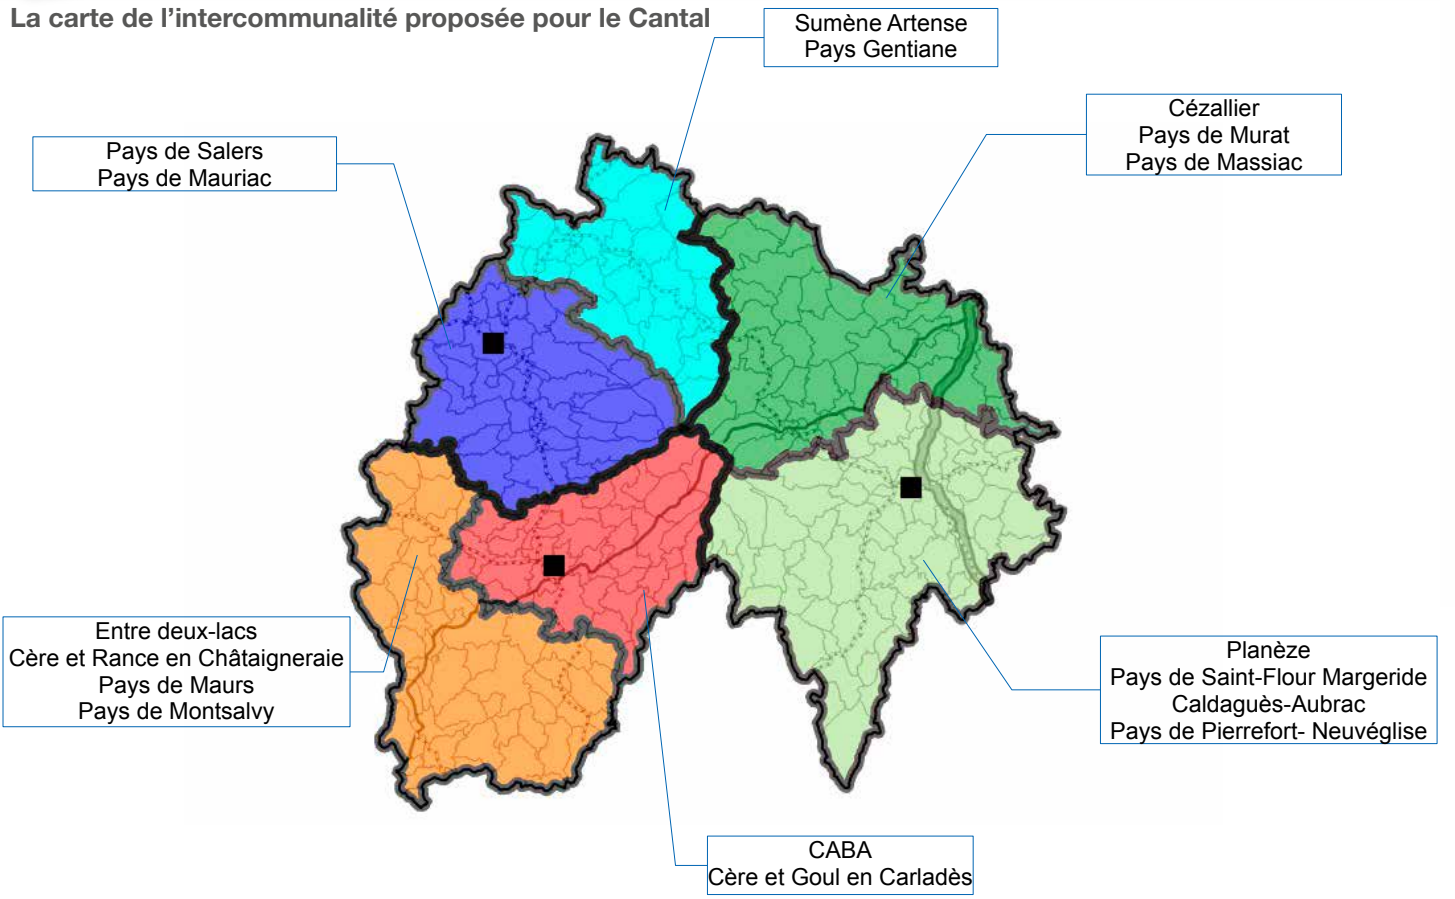 La carte de l'intercommunalité proposée pour le Cantal
Sumène Artense
Pays Gentiane
Cézallier
Pays de Murat
Pays de Massiac
Pays de Salers
Pays de Mauriac
Entre deux-lacs
Cère et Rance en Châtaigneraie
Pays de Maurs
Pays de Montsalvy
Planèze
Pays de Saint-Flour Margeride
Caldaguès-Aubrac
Pays de Pierrefort- Neuvéglise
CABA
Cère et Goul en Carladès